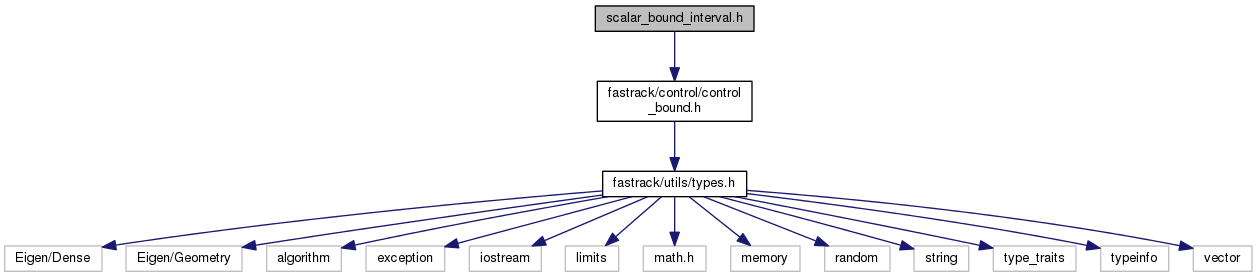 scalar_bound_interval.h
fastrack/control/control
_bound.h
fastrack/utils/types.h
Eigen/Dense
Eigen/Geometry
algorithm
exception
iostream
limits
math.h
memory
random
string
type_traits
typeinfo
vector